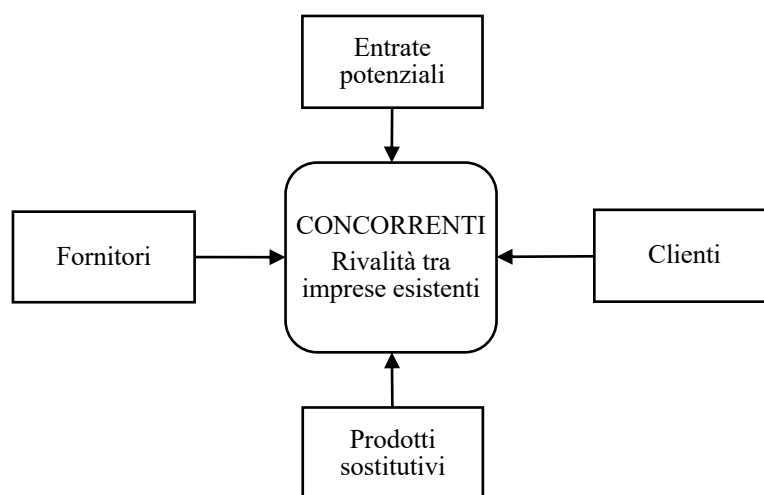 Entrate
potenziali
CONCORRENTI
Rivalità tra
imprese esistenti
Fornitori
Clienti
Prodotti
sostitutivi